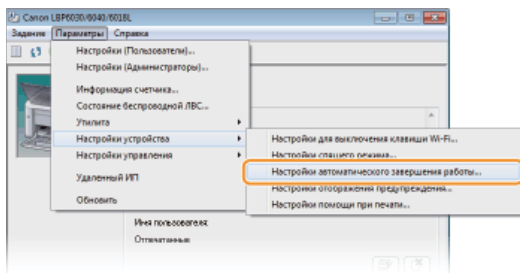 Canon LBP6030/6040/6018L
Задание Параметры Справка
Настройки (Пользователи)...
Настройки (Администраторы)...
Информация счетчика...
Состояние беспроводной ЛВС...
Утилита
Настройки устройства
Настройки управления
Удаленный ИП
Обновить
Настройки для выключения клавиши Wi-Fi...
Настройки спящего режима...
Настройки автоматического завершения работы...
Настройки отображения предупреждения...
Настройки помощи при печати...
Имя пользователя:
Отпечатанные